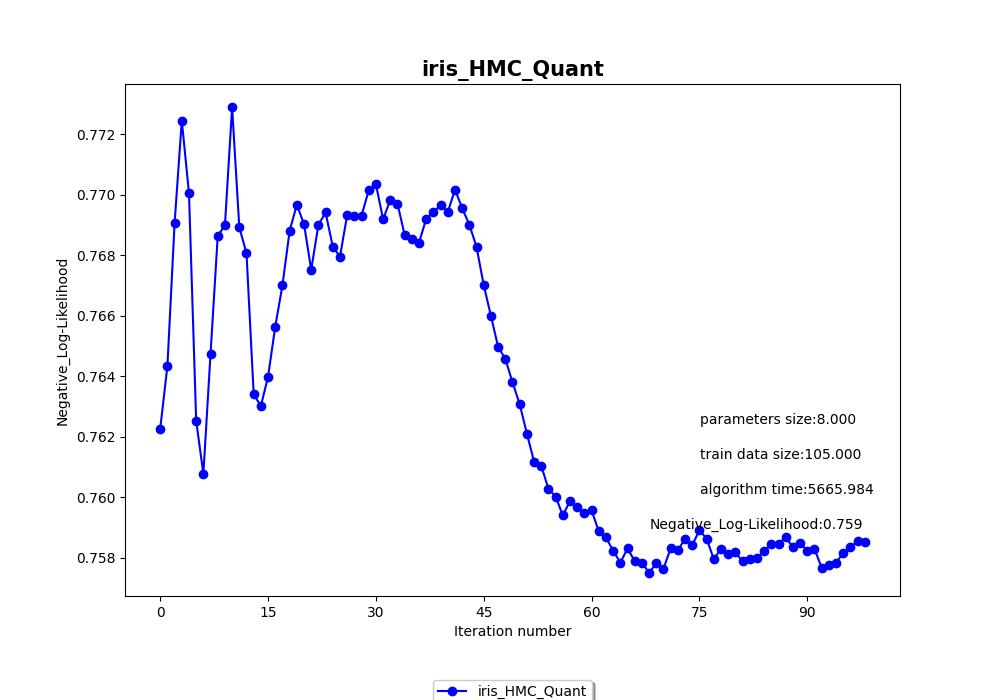 iris_HMC_Quant
Negative_Log-Likelihood
0.772
0.770
0.768
0.766
0.764
0.762
0.760
0.758
parameters size:8.000
train data size:105.000
algorithm time:5665.984
Negative_Log-Likelihood:0.759
0 15 30 45 60 75 90
Iteration number
iris_HMC_Quant